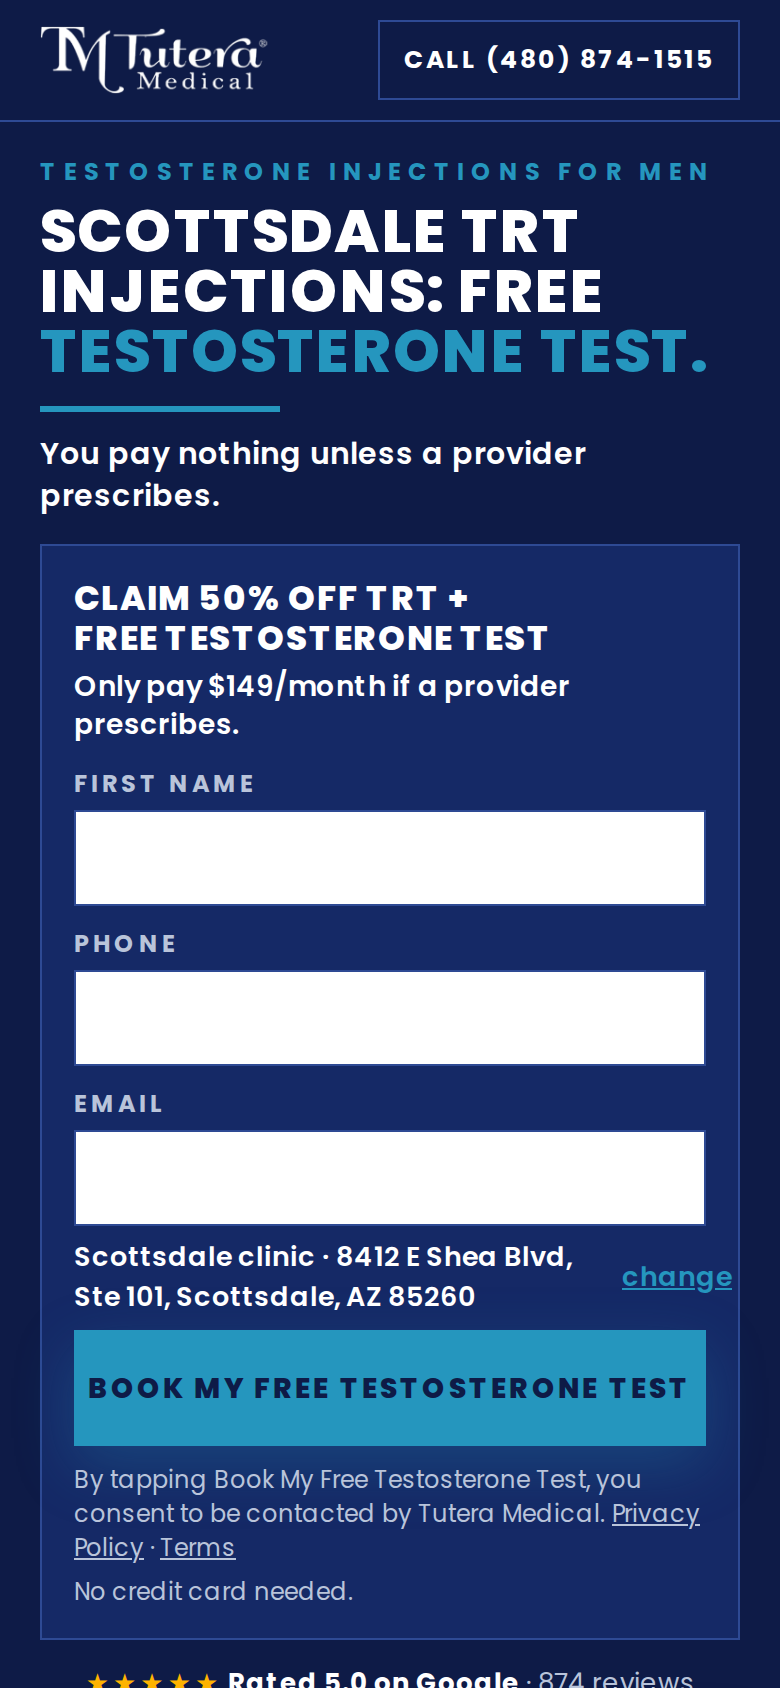 TM Tutera®
Medical
CALL (480) 874-1515
TESTOSTERONE INJECTIONS FOR MEN
SCOTTSDALE TRT
INJECTIONS: FREE
TESTOSTERONE TEST.
You pay nothing unless a provider
prescribes.
CLAIM 50% OFF TRT +
FREE TESTOSTERONE TEST
Only pay $149/month if a provider
prescribes.
FIRST NAME
PHONE
EMAIL
Scottsdale clinic · 8412 E Shea Blvd,
Ste 101, Scottsdale, AZ 85260
change
BOOK MY FREE TESTOSTERONE TEST
By tapping Book My Free Testosterone Test, you
consent to be contacted by Tutera Medical. Privacy
Policy · Terms
No credit card needed.
★★★★★ Rated 5.0 on Google · 874 reviews